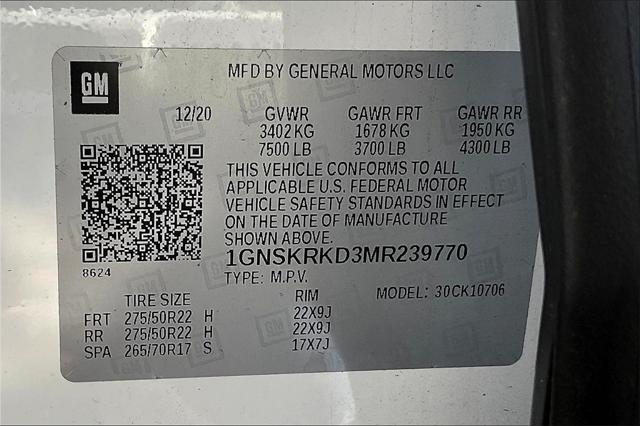 GM
MFD BY GENERAL MOTORS LLC
12/20 GVWR GAWR FRT GAWR RR
3402 KG 1678 KG 1950 KG
7500 LB 3700 LB 4300 LB
THIS VEHICLE CONFORMS TO ALL
APPLICABLE U.S. FEDERAL MOTOR
VEHICLE SAFETY STANDARDS IN EFFECT
ON THE DATE OF MANUFACTURE
SHOWN ABOVE.
8624
1GNSKRKD3MR239770
TYPE: M.P.V. MODEL: 30CK10706
TIRE SIZE RIM
FRT 275/50R22 H 22X9J
RR 275/50R22 H 22X9J
SPA 265/70R17 S 17X7J